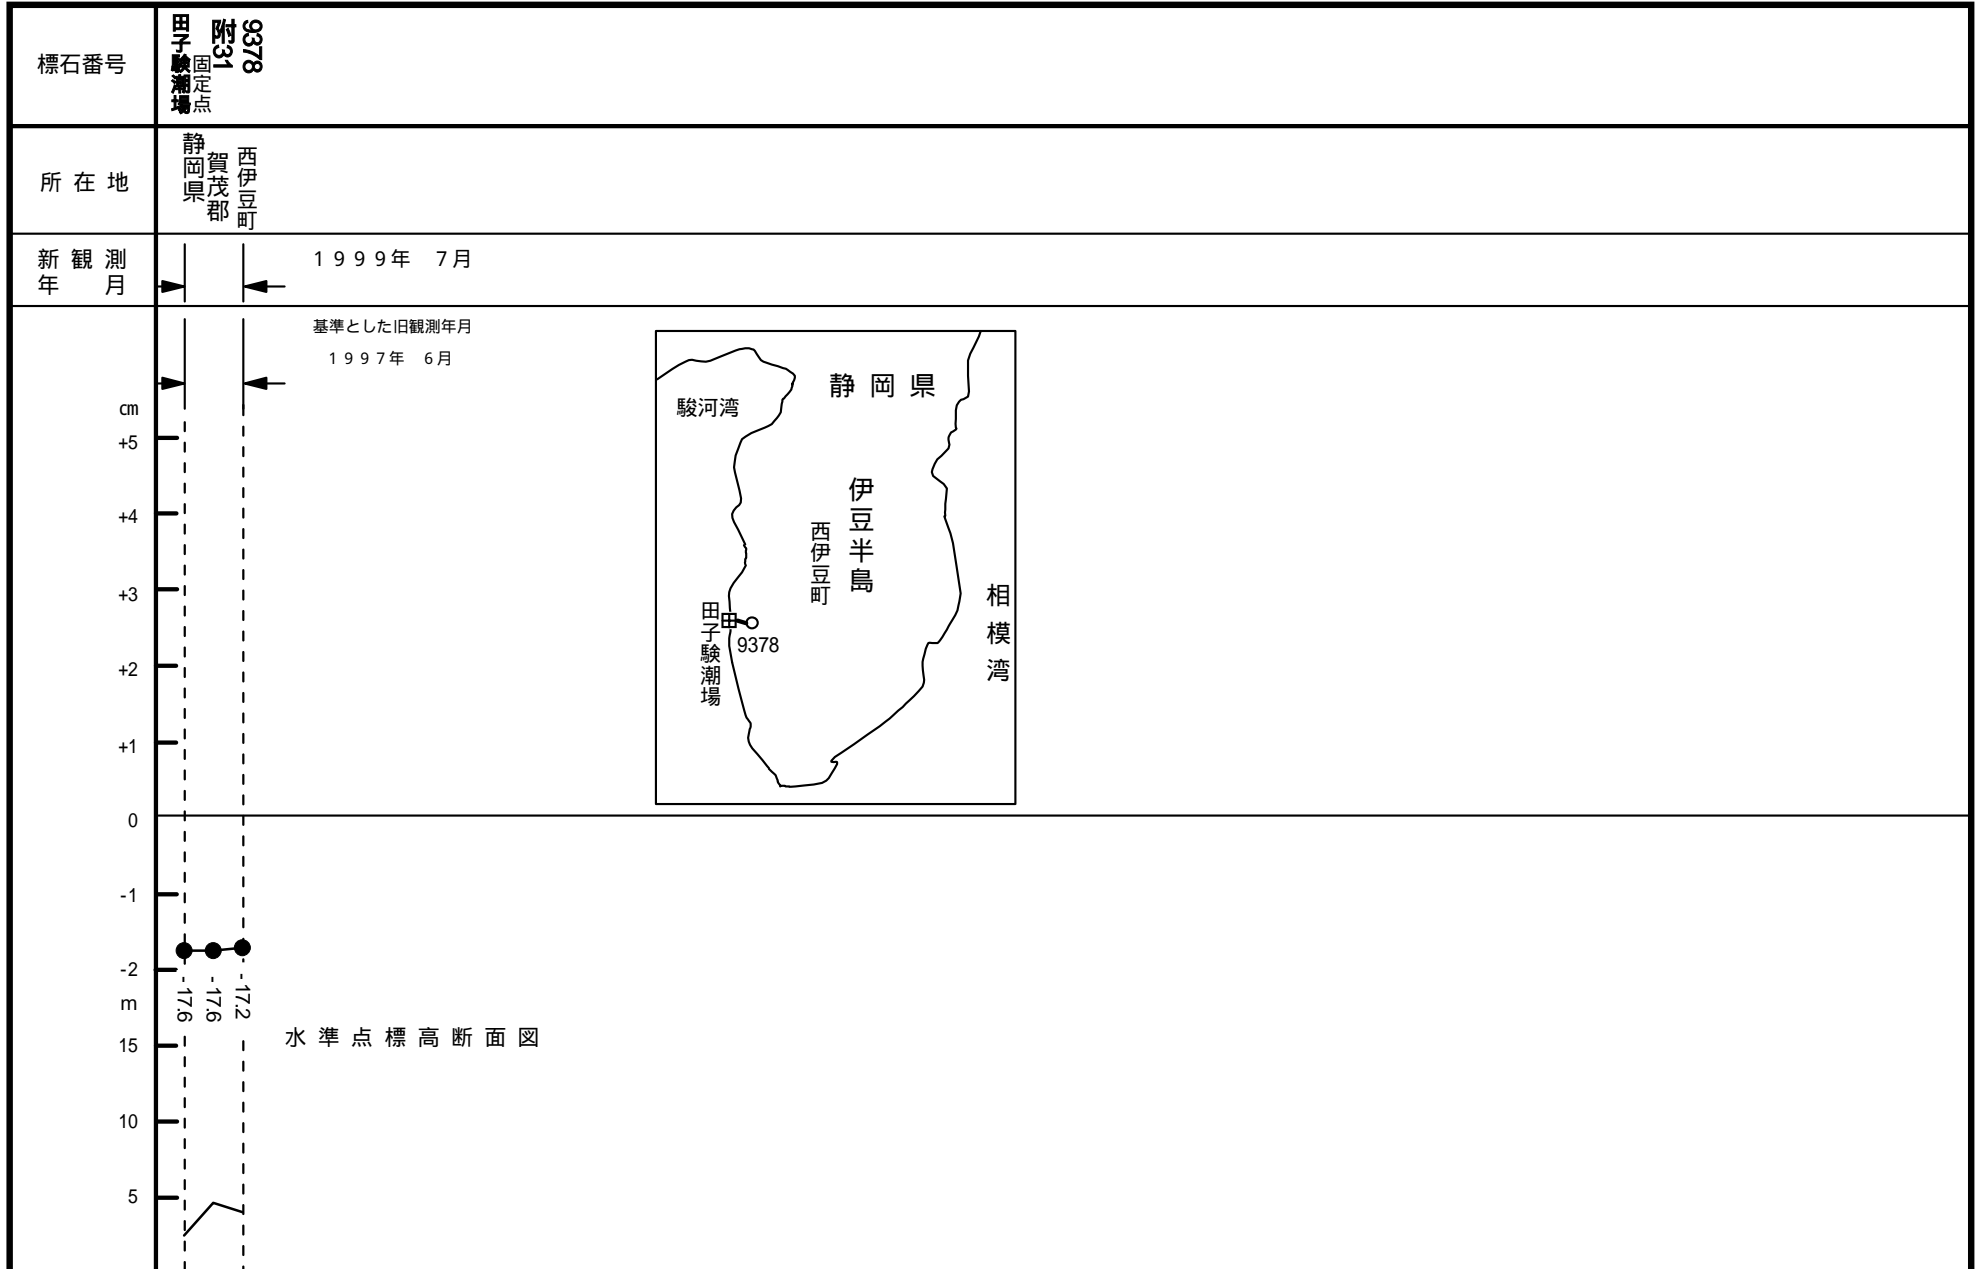 標石番号
田子験潮場
固定点
附31
9378
所在地
静岡県
賀茂郡
西伊豆町
新観測
年　月
1999年　7月
基準とした旧観測年月
1997年　6月
cm
+5
+4
+3
+2
+1
0
-1
-2
静岡県
駿河湾
伊豆半島
西伊豆町
相模湾
田子験潮場
9378
-17.6
-17.6
-17.2
m
水準点標高断面図
15
10
5